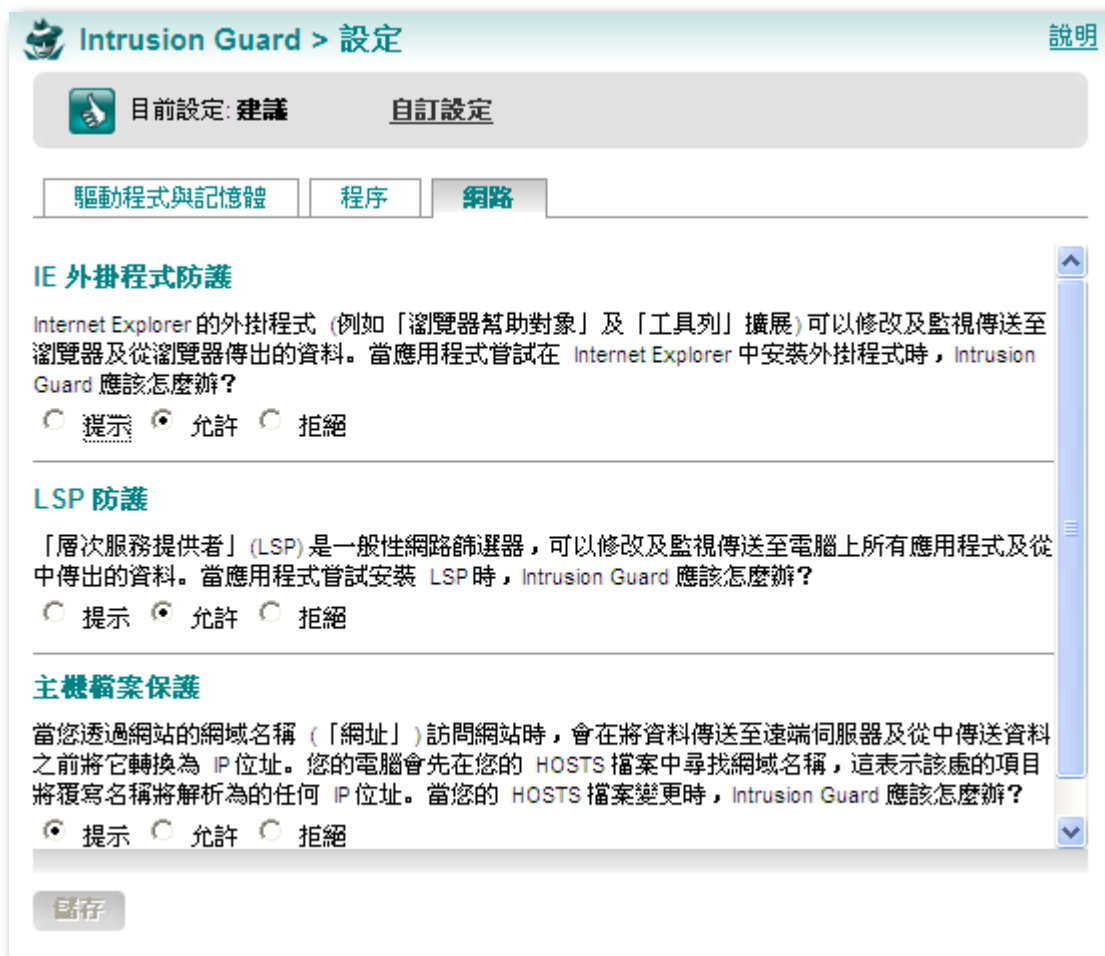 Intrusion Guard > 設定
說明
目前設定: 建議 自訂設定
驅動程式與記憶體 程序 網路
IE 外掛程式防護
Internet Explorer 的外掛程式 (例如「瀏覽器幫助對象」及「工具列」擴展) 可以修改及監視傳送至
瀏覽器及從瀏覽器傳出的資料。當應用程式嘗試在 Internet Explorer 中安裝外掛程式時，Intrusion
Guard 應該怎麼辦?
提示 允許 拒絕
LSP 防護
「層次服務提供者」(LSP) 是一般性網路篩選器，可以修改及監視傳送至電腦上所有應用程式及從
中傳出的資料。當應用程式嘗試安裝 LSP 時，Intrusion Guard 應該怎麼辦?
提示 允許 拒絕
主機檔案保護
當您透過網站的網域名稱 (「網址」) 訪問網站時，會在將資料傳送至遠端伺服器及從中傳送資料
之前將它轉換為 IP 位址。您的電腦會先在您的 HOSTS 檔案中尋找網域名稱，這表示該處的項目
將覆寫名稱將解析為的任何 IP 位址。當您的 HOSTS 檔案變更時，Intrusion Guard 應該怎麼辦?
提示 允許 拒絕
儲存